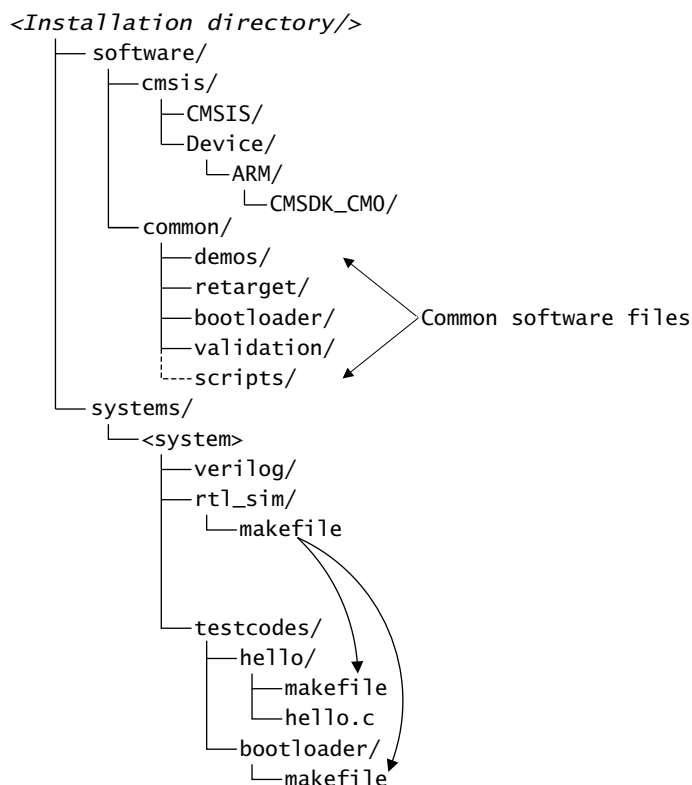 <Installation directory/>
software/
cmsis/
CMSIS/
Device/
ARM/
CMSDK_CM0/
common/
demos/
retarget/
bootloader/
validation/
scripts/
Common software files
systems/
<system>
verilog/
rtl_sim/
makefile
testcodes/
hello/
makefile
hello.c
bootloader/
makefile